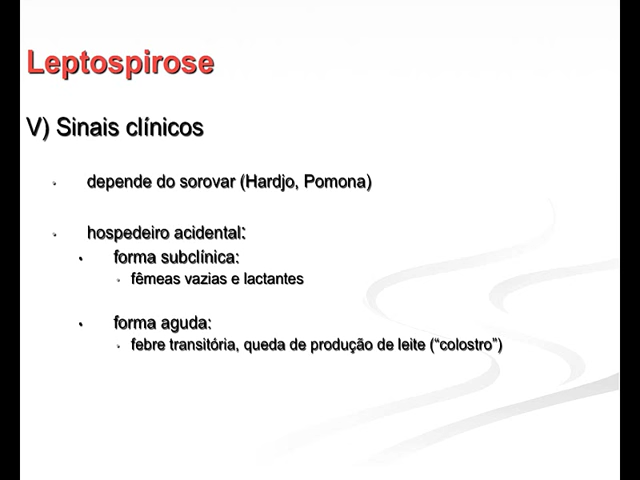 Leptospirose
V) Sinais clínicos
• depende do sorovar (Hardjo, Pomona)
• hospedeiro acidental:
• forma subclínica:
• fêmeas vazias e lactantes
• forma aguda:
• febre transitória, queda de produção de leite (“colostro”)